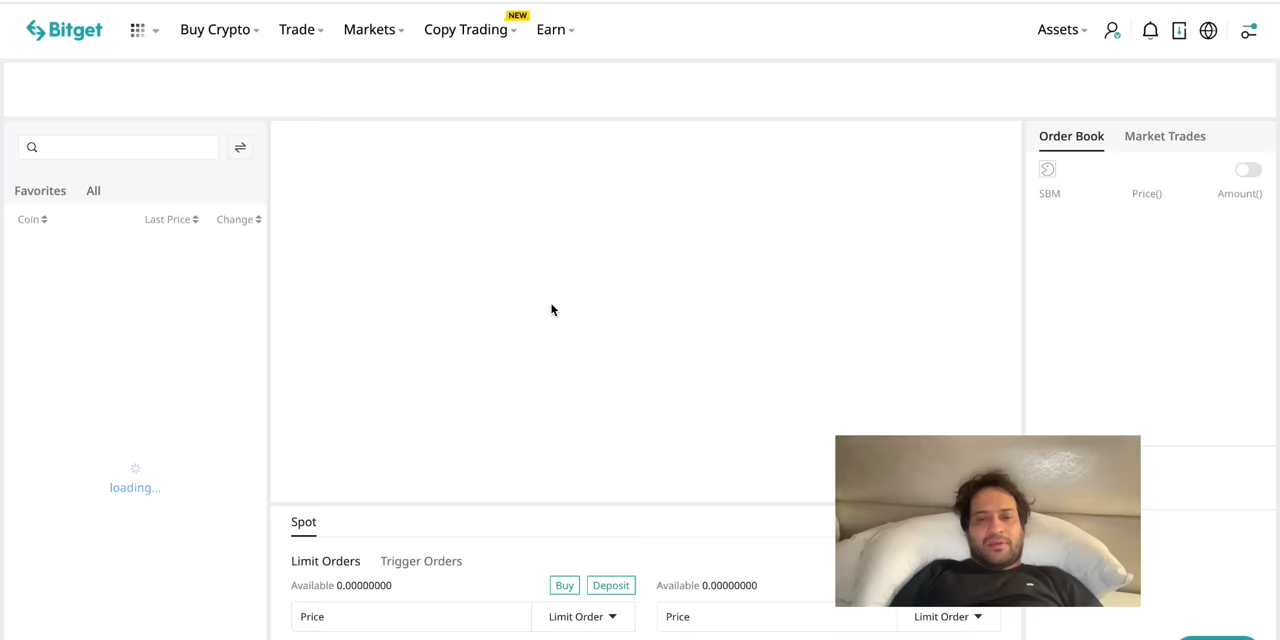 Bitget
Buy Crypto
Trade
Markets
Copy Trading
NEW
Earn
Assets
Favorites
All
Coin
Last Price
Change
loading...
Order Book
Market Trades
SBM
Price()
Amount()
Spot
Limit Orders
Trigger Orders
Available 0.00000000
Buy
Deposit
Available 0.00000000
Price
Limit Order
Price
Limit Order